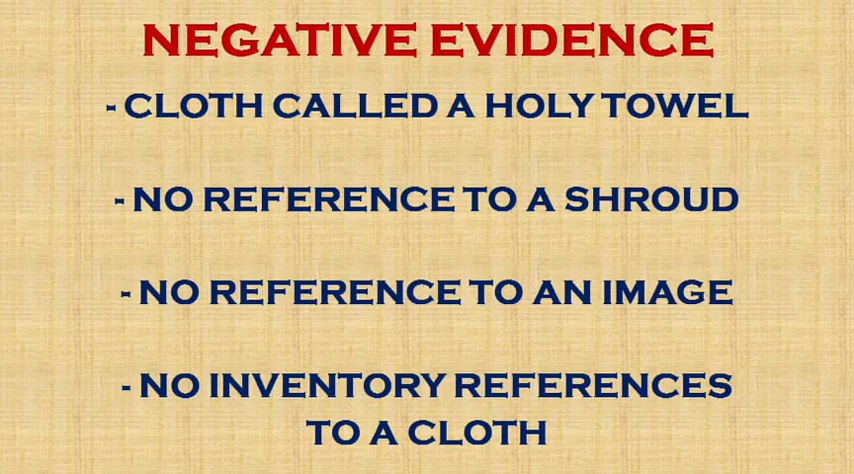 NEGATIVE EVIDENCE
- CLOTH CALLED A HOLY TOWEL
- NO REFERENCE TO A SHROUD
- NO REFERENCE TO AN IMAGE
- NO INVENTORY REFERENCES
TO A CLOTH